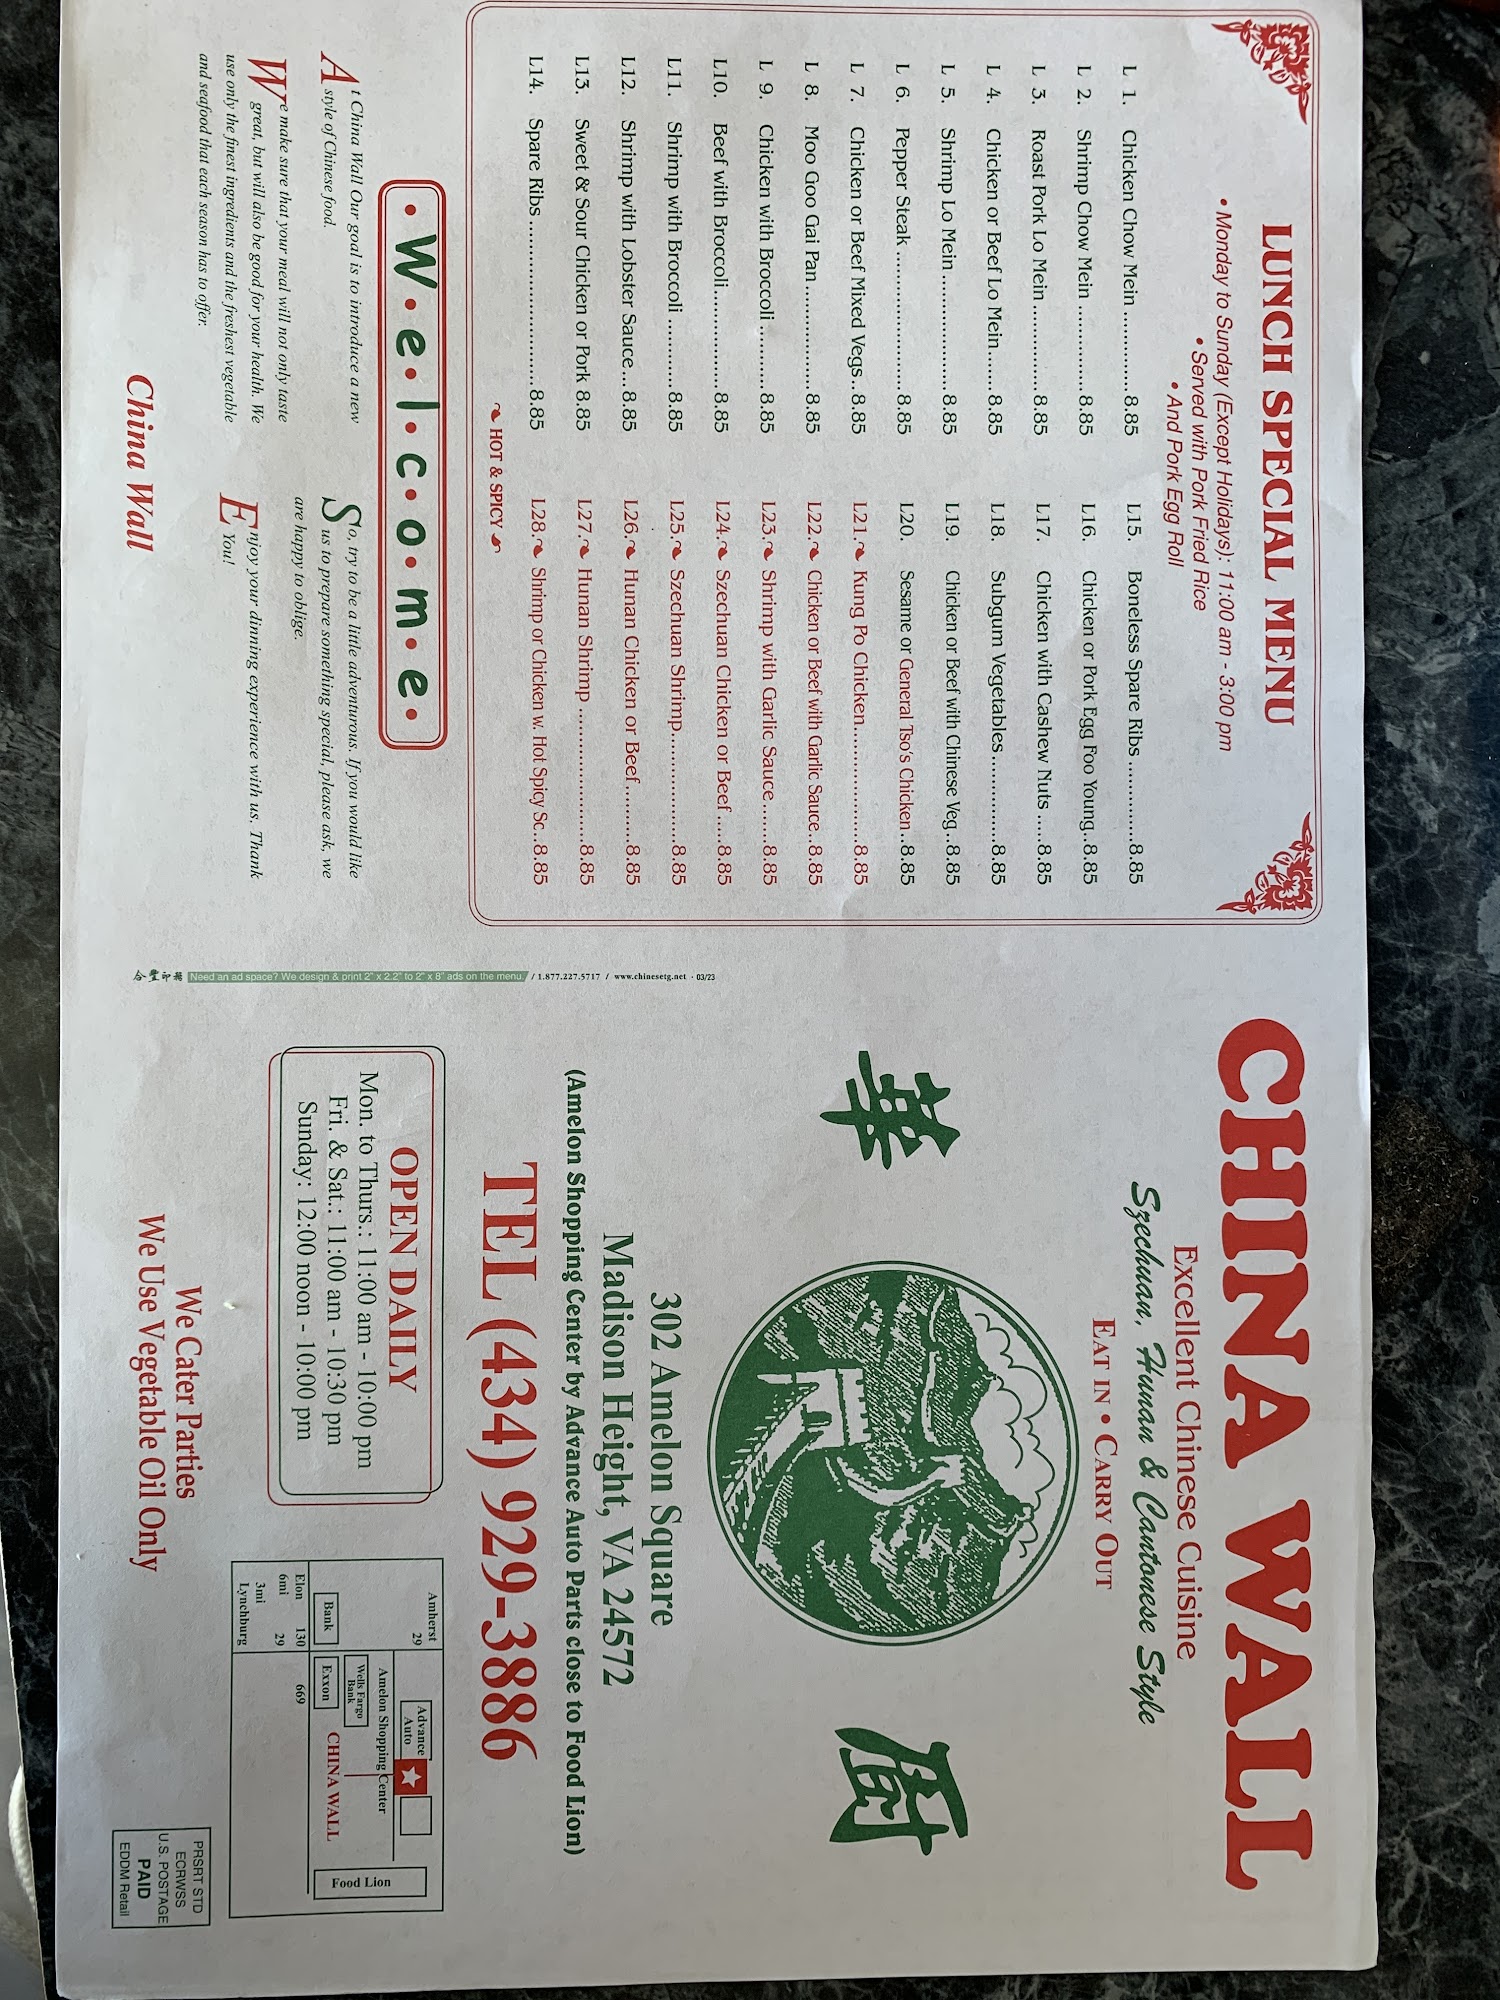 LUNCH SPECIAL MENU
• Monday to Sunday (Except Holidays): 11:00 am - 3:00 pm
• Served with Pork Fried Rice
• And Pork Egg Roll
L 1. Chicken Chow Mein ............ 8.85
L 2. Shrimp Chow Mein ............ 8.85
L 3. Roast Pork Lo Mein ............ 8.85
L 4. Chicken or Beef Lo Mein ...... 8.85
L 5. Shrimp Lo Mein ................. 8.85
L 6. Pepper Steak ..................... 8.85
L 7. Chicken or Beef Mixed Vegs .. 8.85
L 8. Moo Goo Gai Pan .............. 8.85
L 9. Chicken with Broccoli .......... 8.85
L10. Beef with Broccoli ............... 8.85
L11. Shrimp with Broccoli ........... 8.85
L12. Shrimp with Lobster Sauce ... 8.85
L13. Sweet & Sour Chicken or Pork 8.85
L14. Spare Ribs ......................... 8.85
L15. Boneless Spare Ribs ............. 8.85
L16. Chicken or Pork Egg Foo Young .. 8.85
L17. Chicken with Cashew Nuts ..... 8.85
L18. Subgum Vegetables ............. 8.85
L19. Chicken or Beef with Chinese Veg .. 8.85
L20. Sesame or General Tso's Chicken .. 8.85
L21. Kung Po Chicken ................. 8.85
L22. Chicken or Beef with Garlic Sauce .. 8.85
L23. Shrimp with Garlic Sauce ....... 8.85
L24. Szechuan Chicken or Beef ..... 8.85
L25. Szechuan Shrimp ................. 8.85
L26. Hunan Chicken or Beef ......... 8.85
L27. Hunan Shrimp ..................... 8.85
L28. Shrimp or Chicken w. Hot Spicy Sc... 8.85
HOT & SPICY
• W • e • l • c • o • m • e •
At China Wall Our goal is to introduce a new
style of Chinese food.
We make sure that your meal will not only taste
great, but will also be good for your health. We
use only the finest ingredients and the freshest vegetable
and seafood that each season has to offer.
So, try to be a little adventurous. If you would like
us to prepare something special, please ask, we
are happy to oblige.
Enjoy your dinning experience with us. Thank
You!
China Wall
合豐印務 Need an ad space? We design & print 2" x 2.2" to 2" x 8" ads on the menu. / 1.877.227.5717 / www.chinesetg.net · 03/23
CHINA WALL
Excellent Chinese Cuisine
Szechuan, Hunan & Cantonese Style
EAT IN • CARRY OUT
華 廚
302 Amelon Square
Madison Height, VA 24572
(Amelon Shopping Center by Advance Auto Parts close to Food Lion)
TEL (434) 929-3886
OPEN DAILY
Mon. to Thurs.: 11:00 am - 10:00 pm
Fri. & Sat.: 11:00 am - 10:30 pm
Sunday: 12:00 noon - 10:00 pm
We Cater Parties
We Use Vegetable Oil Only
Amherst
29
Advance
Auto
Amelon Shopping Center
Wells Fargo
Bank
Bank
Exxon
CHINA WALL
Food Lion
Elon 130
6mi 29
669
3mi
Lynchburg
PRSRT STD
ECRWSS
U.S. POSTAGE
PAID
EDDM Retail